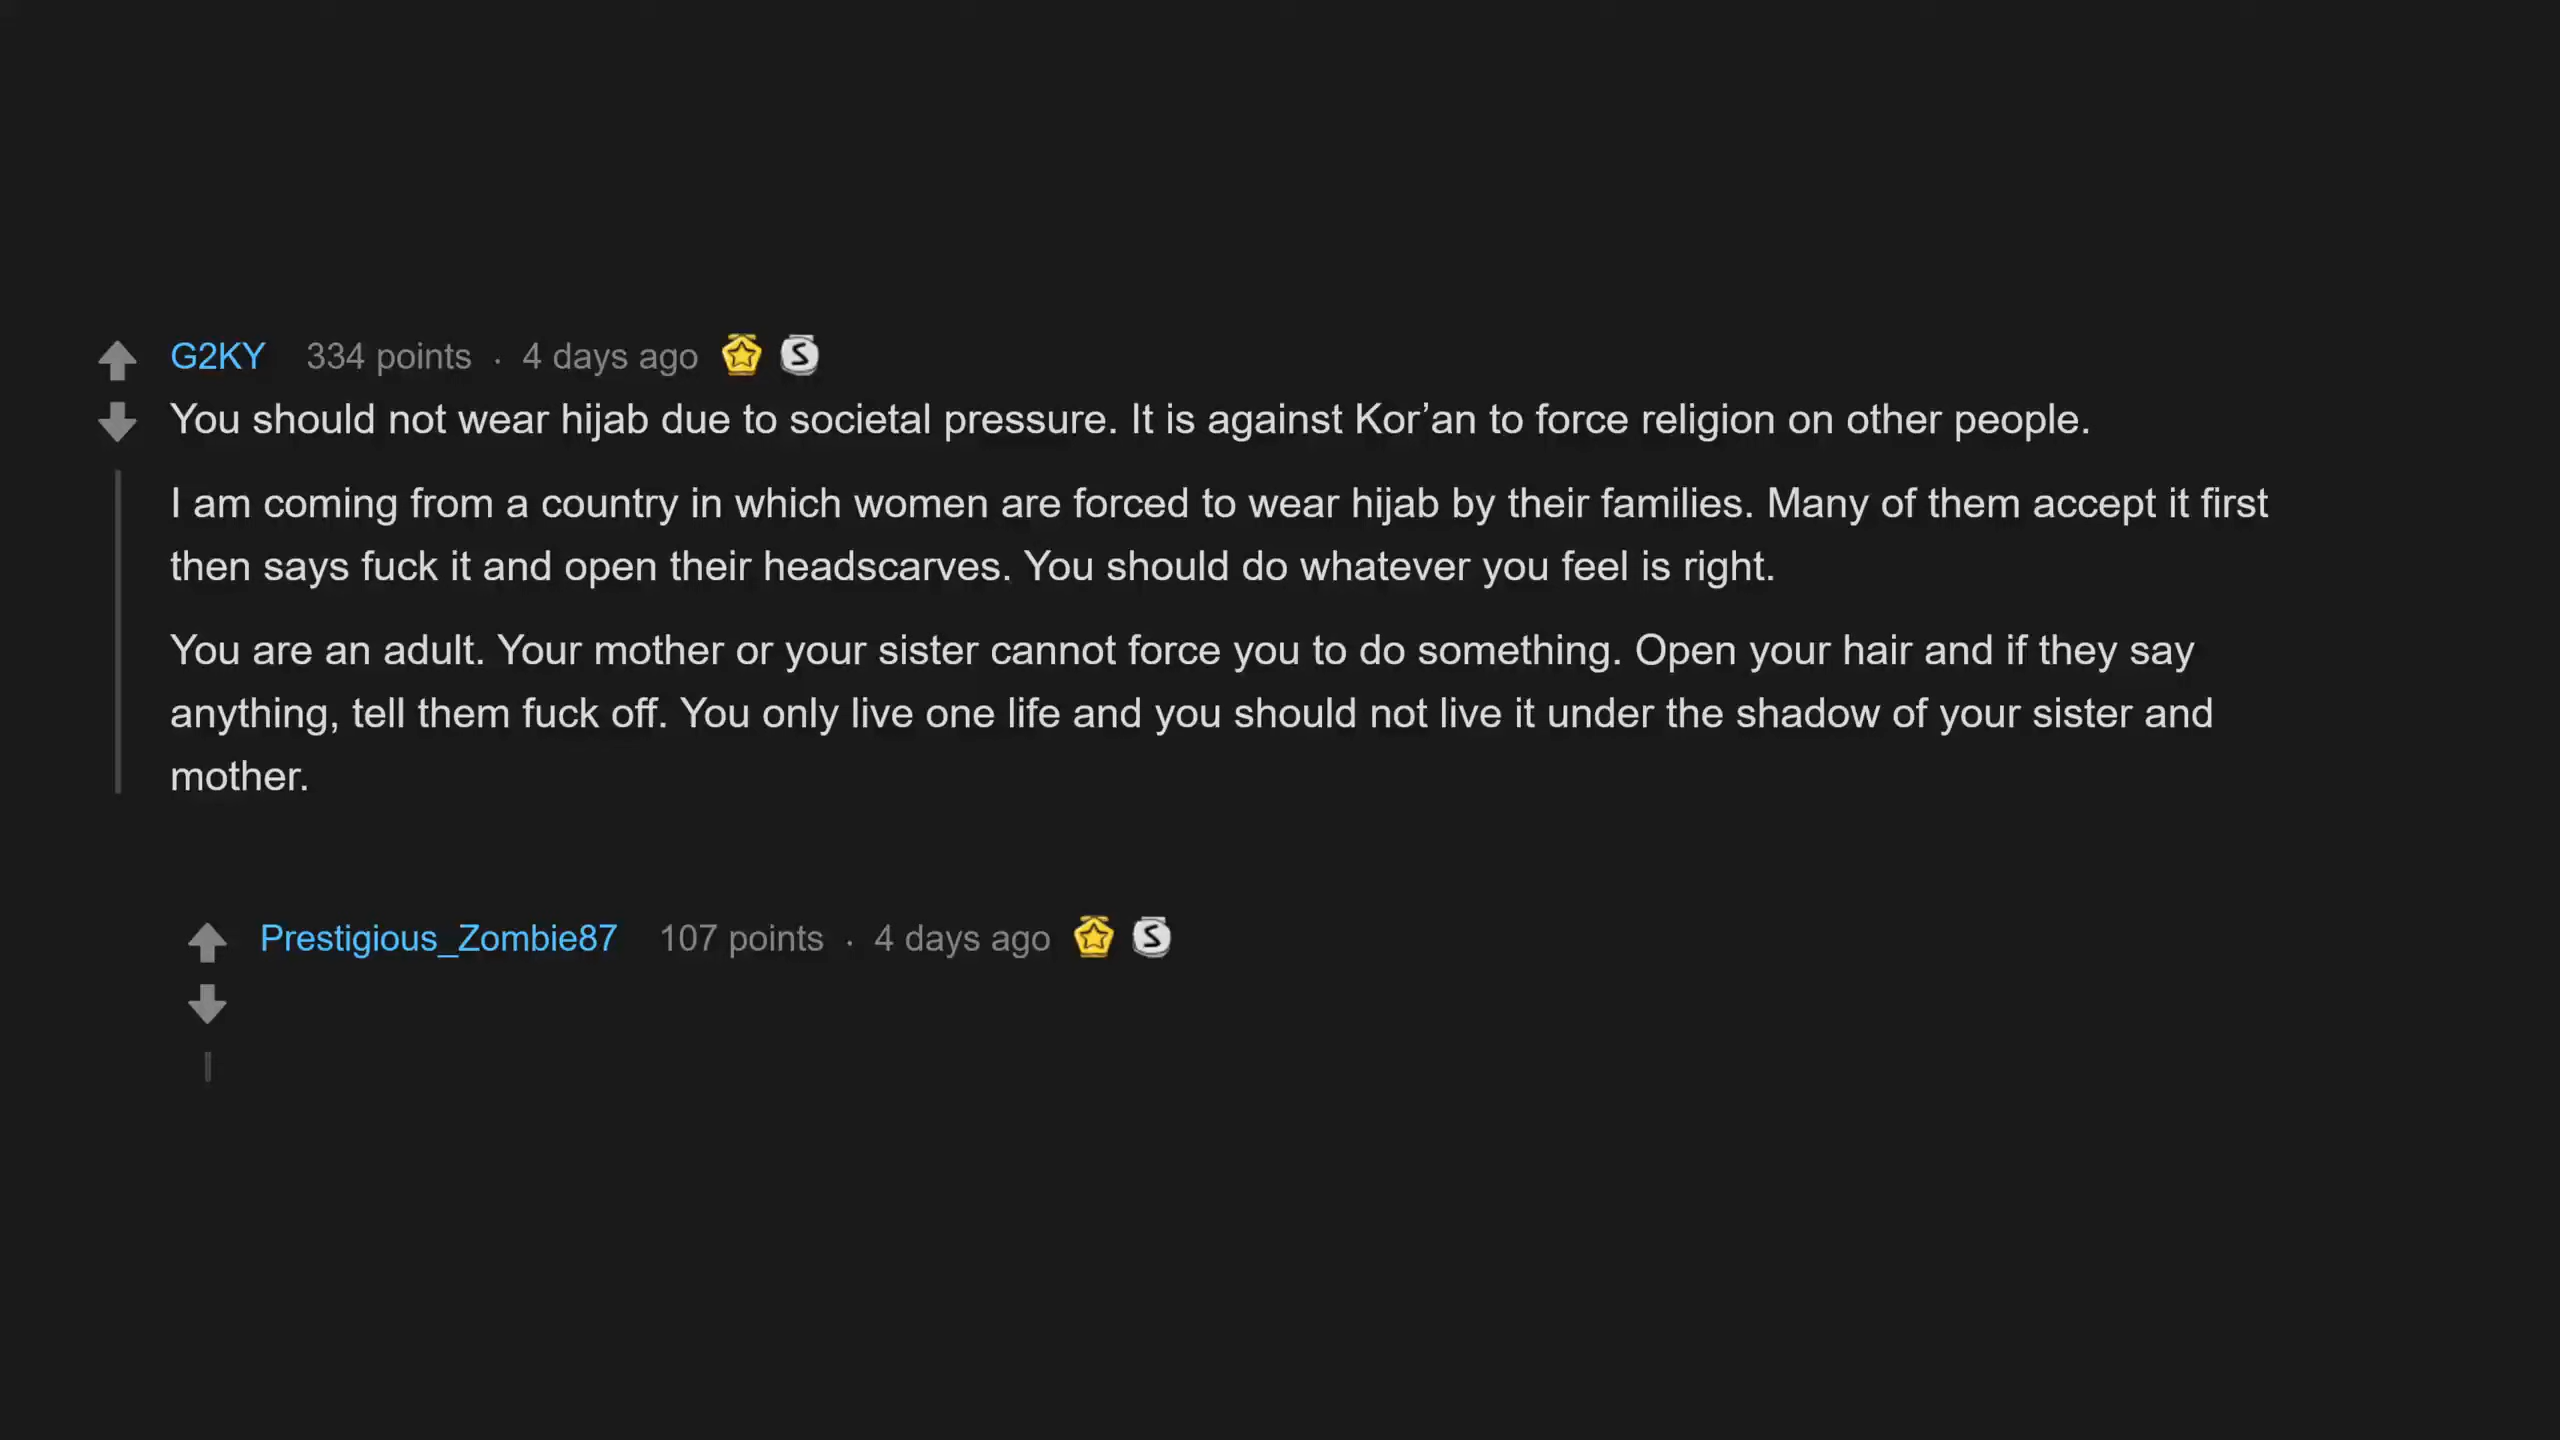 G2KY 334 points · 4 days ago
You should not wear hijab due to societal pressure. It is against Kor’an to force religion on other people.
I am coming from a country in which women are forced to wear hijab by their families. Many of them accept it first
then says fuck it and open their headscarves. You should do whatever you feel is right.
You are an adult. Your mother or your sister cannot force you to do something. Open your hair and if they say
anything, tell them fuck off. You only live one life and you should not live it under the shadow of your sister and
mother.
Prestigious_Zombie87 107 points · 4 days ago